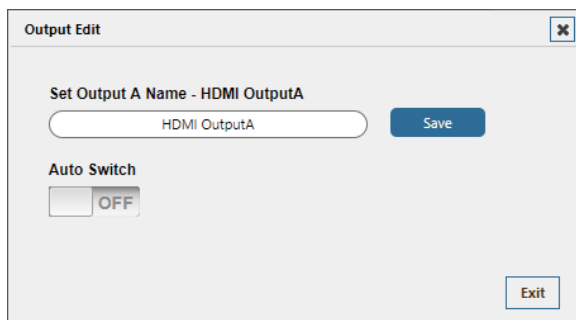 Output Edit
Set Output A Name - HDMI OutputA
HDMI OutputA
Save
Auto Switch
OFF
Exit